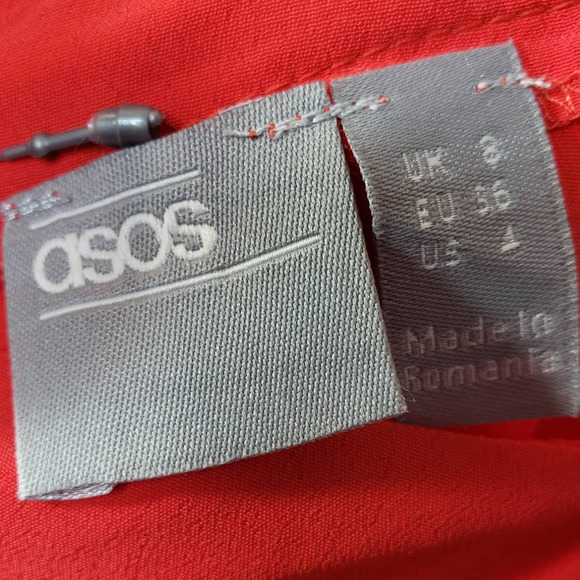 asos
UK 8
EU 36
US 4
Made in
Romania